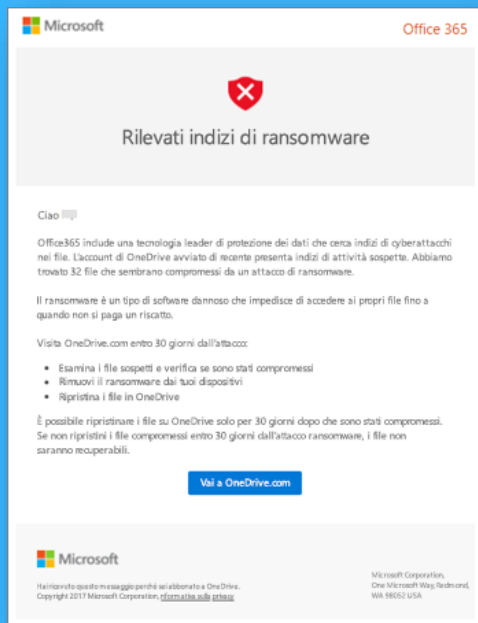 Microsoft
Office 365
Rilevati indizi di ransomware
Ciao
Office365 include una tecnologia leader di protezione dei dati che cerca indizi di cyberattacchi
nei file. L'account di OneDrive avviato di recente presenta indizi di attività sospette. Abbiamo
trovato 32 file che sembrano compromessi da un attacco di ransomware.
Il ransomware è un tipo di software dannoso che impedisce di accedere ai propri file fino a
quando non si paga un riscatto.
Visita OneDrive.com entro 30 giorni dall'attacco:
• Esamina i file sospetti e verifica se sono stati compromessi
• Rimuovi il ransomware dai tuoi dispositivi
• Ripristina i file in OneDrive
È possibile ripristinare i file su OneDrive solo per 30 giorni dopo che sono stati compromessi.
Se non ripristini i file compromessi entro 30 giorni dall'attacco ransomware, i file non
saranno recuperabili.
Vai a OneDrive.com
Microsoft
Hai ricevuto questo messaggio perché sei abbonato a OneDrive.
Copyright 2017 Microsoft Corporation, nformativa sulla privacy
Microsoft Corporation,
One Microsoft Way, Redmond,
WA 98052 USA